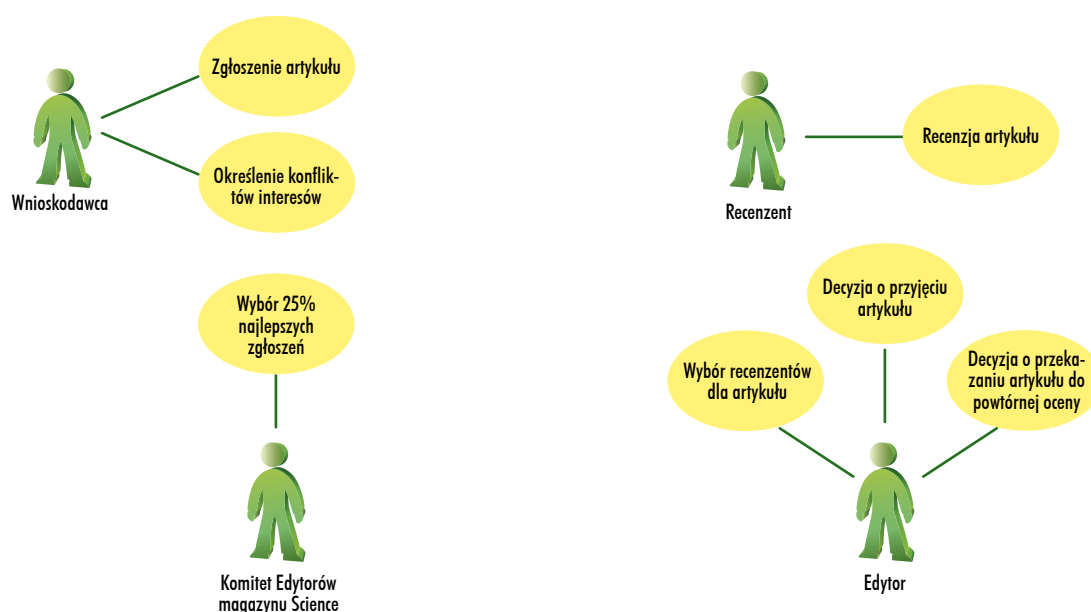 Zgłoszenie artykułu
Określenie konflik-
tów interesów
Wnioskodawca
Recenzja artykułu
Recenzent
Wybór 25%
najlepszych
zgłoszeń
Komitet Edytorów
magazynu Science
Decyzja o przyjęciu
artykułu
Wybór recenzentów
dla artykułu
Decyzja o przeka-
zaniu artykułu do
powtórnej oceny
Edytor